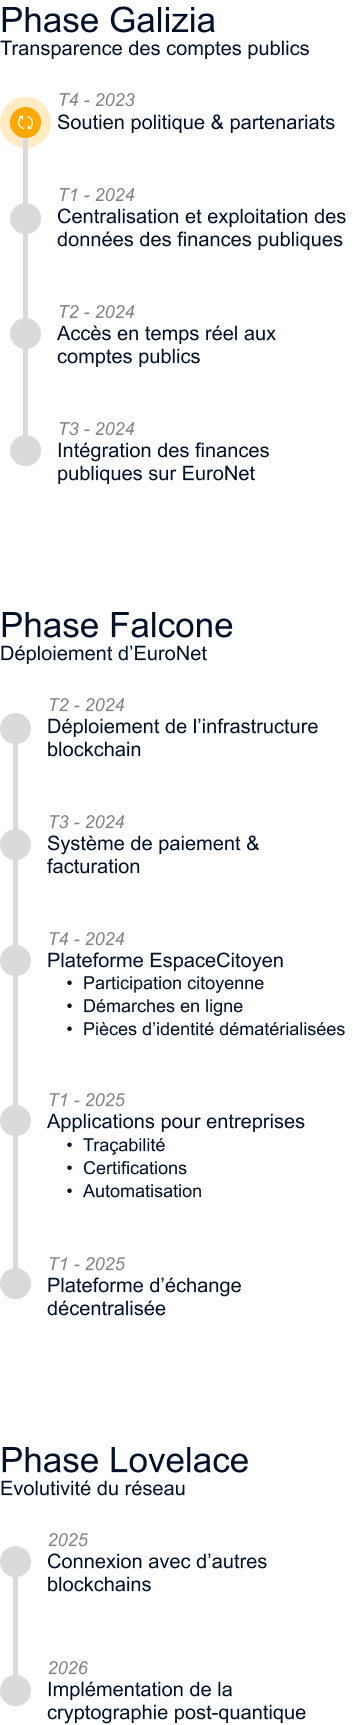 Phase Galizia
Transparence des comptes publics
T4 - 2023
Soutien politique & partenariats
T1 - 2024
Centralisation et exploitation des
données des finances publiques
T2 - 2024
Accès en temps réel aux
comptes publics
T3 - 2024
Intégration des finances
publiques sur EuroNet
Phase Falcone
Déploiement d’EuroNet
T2 - 2024
Déploiement de l’infrastructure
blockchain
T3 - 2024
Système de paiement &
facturation
T4 - 2024
Plateforme EspaceCitoyen
• Participation citoyenne
• Démarches en ligne
• Pièces d’identité dématérialisées
T1 - 2025
Applications pour entreprises
• Traçabilité
• Certifications
• Automatisation
T1 - 2025
Plateforme d’échange
décentralisée
Phase Lovelace
Evolutivité du réseau
2025
Connexion avec d’autres
blockchains
2026
Implémentation de la
cryptographie post-quantique